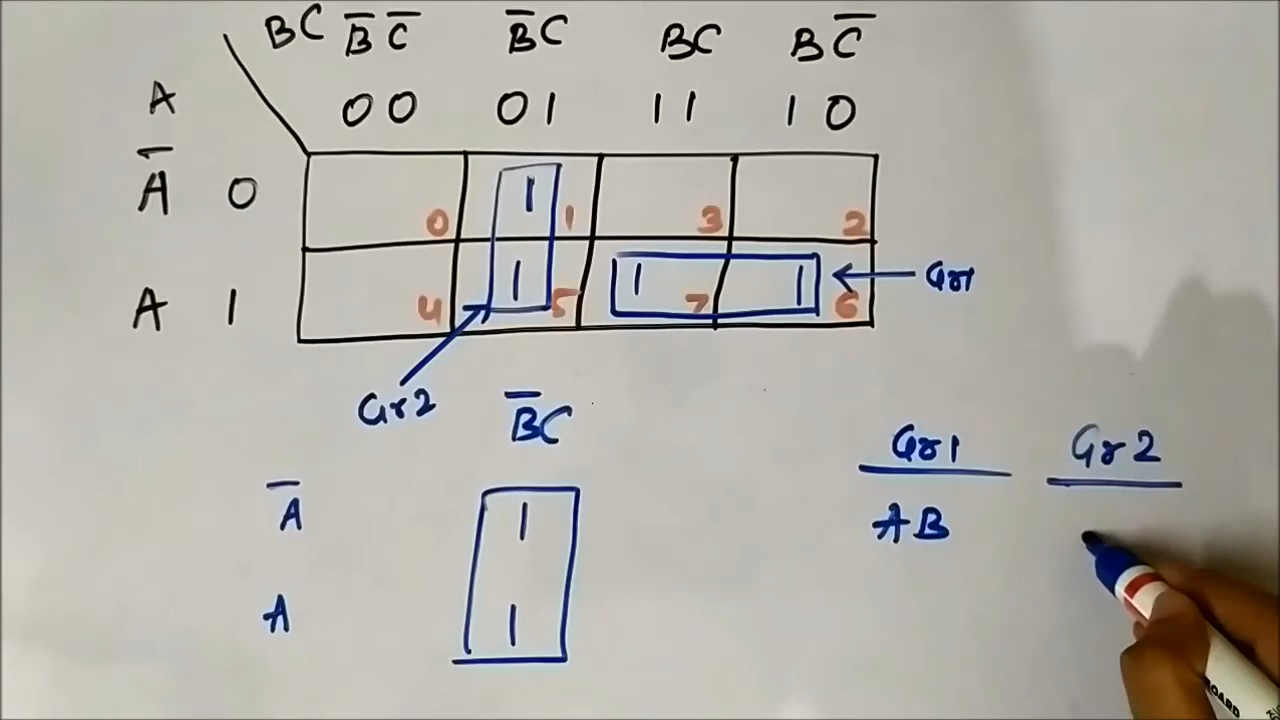 BC B̅ C̅ B̅C BC BC̅
A 00 01 11 10
A̅ 0 1
0 1 3 2
A 1 1 1 1 Gr1
4 5 7 6
Gr2 B̅C
Gr1 Gr2
A̅ 1 AB
A 1
BOARD